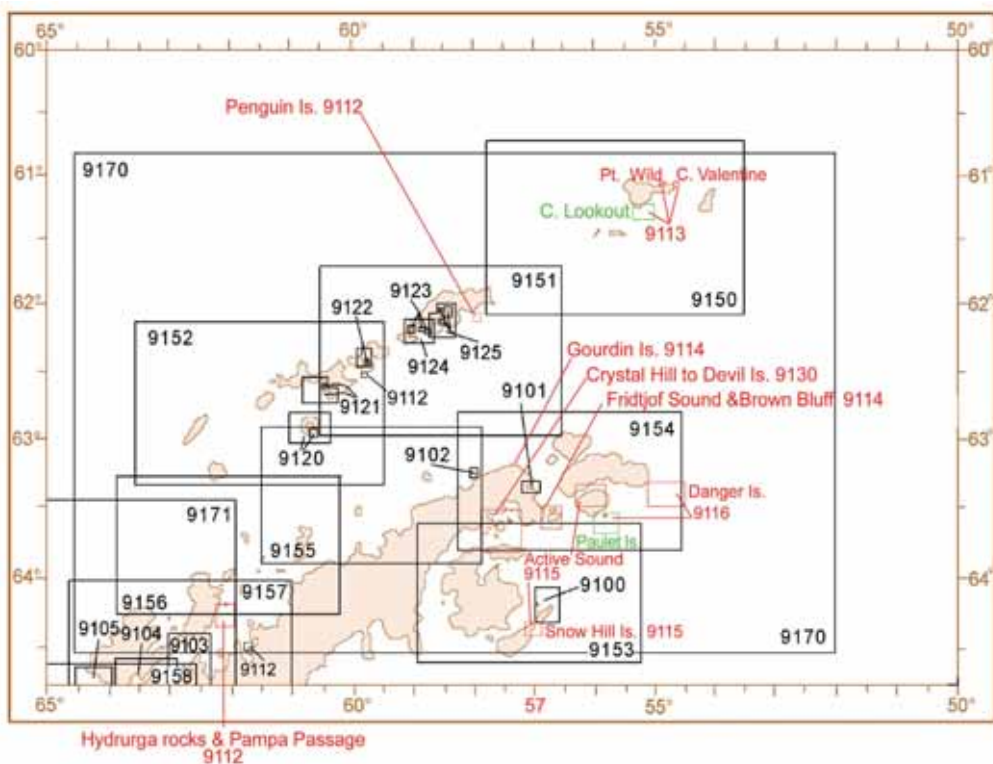 65° 60° 55° 50°
60° 60°
Penguin Is. 9112
9170
61° 61°
Pt. Wild C. Valentine
C. Lookout
9113
9151
9150
62° 62°
9123
9122
9152
9124 9125
Gourdin Is. 9114
9121 9112
9101
Crystal Hill to Devil Is. 9130
Fridtjof Sound &Brown Bluff 9114
9154
63° 63°
9120
9102
Danger Is.
9116
9171
Paulet Is.
9155
Active Sound
9115
64° 64°
9100
9156
9157
9105 9104
9103
Snow Hill Is. 9115
9153
9170
9112
9158
65° 60° 57 55° 50°
Hydrurga rocks & Pampa Passage
9112